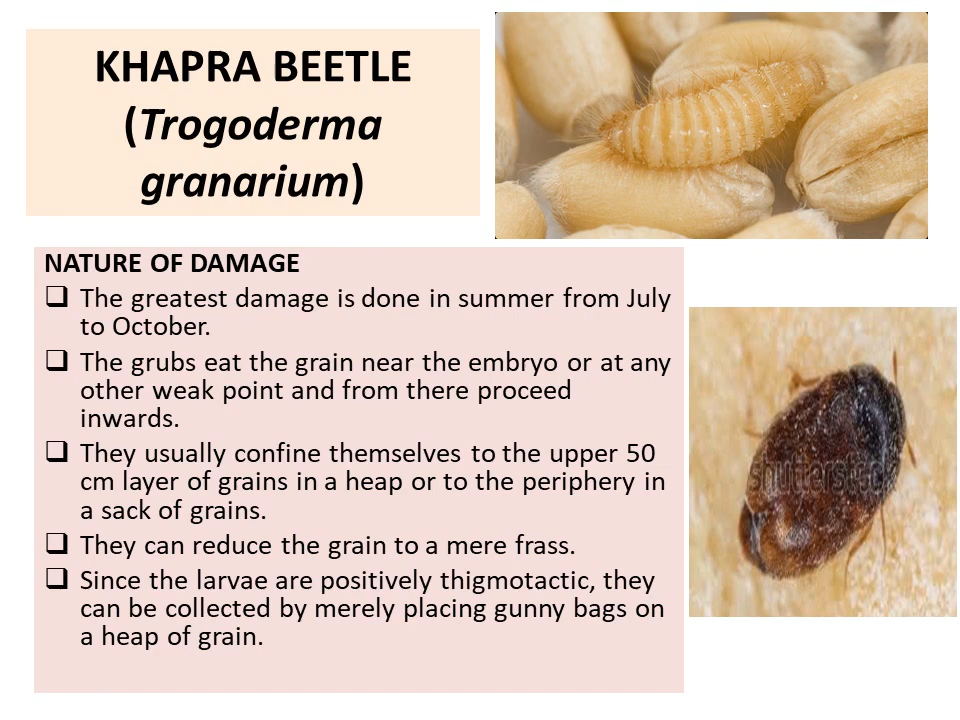 KHAPRA BEETLE
(Trogoderma
granarium)
NATURE OF DAMAGE
❑ The greatest damage is done in summer from July
to October.
❑ The grubs eat the grain near the embryo or at any
other weak point and from there proceed
inwards.
❑ They usually confine themselves to the upper 50
cm layer of grains in a heap or to the periphery in
a sack of grains.
❑ They can reduce the grain to a mere frass.
❑ Since the larvae are positively thigmotactic, they
can be collected by merely placing gunny bags on
a heap of grain.
shutterstock